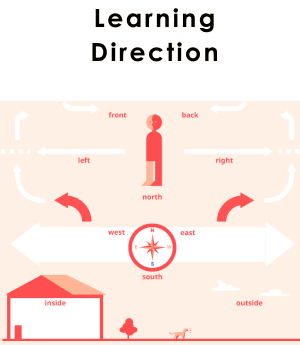 Learning
Direction
front back
left right
north
west east
N
E W
S
south
inside outside